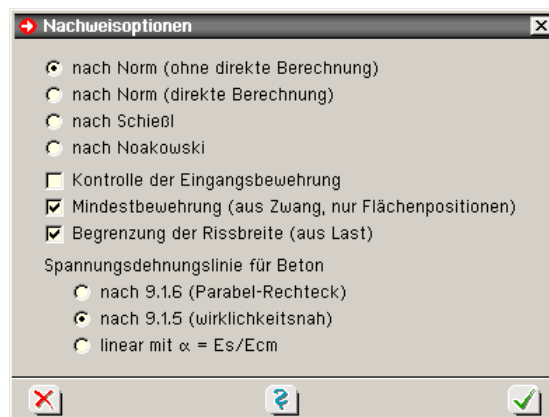 Nachweisoptionen
nach Norm (ohne direkte Berechnung)
nach Norm (direkte Berechnung)
nach Schießl
nach Noakowski
Kontrolle der Eingangsbewehrung
Mindestbewehrung (aus Zwang, nur Flächenpositionen)
Begrenzung der Rissbreite (aus Last)
Spannungsdehnungslinie für Beton
nach 9.1.6 (Parabel-Rechteck)
nach 9.1.5 (wirklichkeitsnah)
linear mit α = Es/Ecm